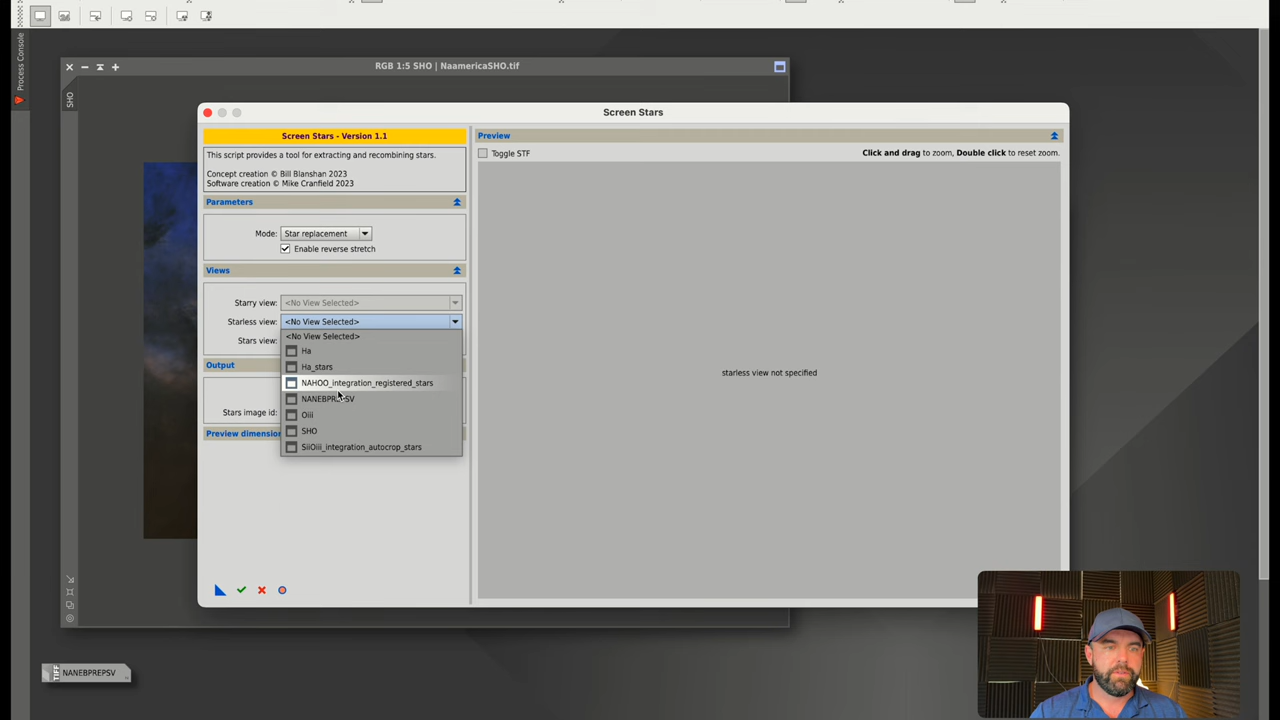 Process Console
RGB 1:5 SHO | NaamericaSHO.tif
SHO
Screen Stars
Screen Stars - Version 1.1
This script provides a tool for extracting and recombining stars.
Concept creation © Bill Blanshan 2023
Software creation © Mike Cranfield 2023
Parameters
Mode: Star replacement
Enable reverse stretch
Views
Starry view: <No View Selected>
Starless view: <No View Selected>
<No View Selected>
Stars view:
Ha
Output
Ha_stars
NAHOO_integration_registered_stars
NANEBPREPSV
Stars image id:
Oiii
Preview dimension
SHO
SiiOiii_integration_autocrop_stars
Preview
Toggle STF
Click and drag to zoom, Double click to reset zoom.
starless view not specified
TIFF
NANEBPREPSV